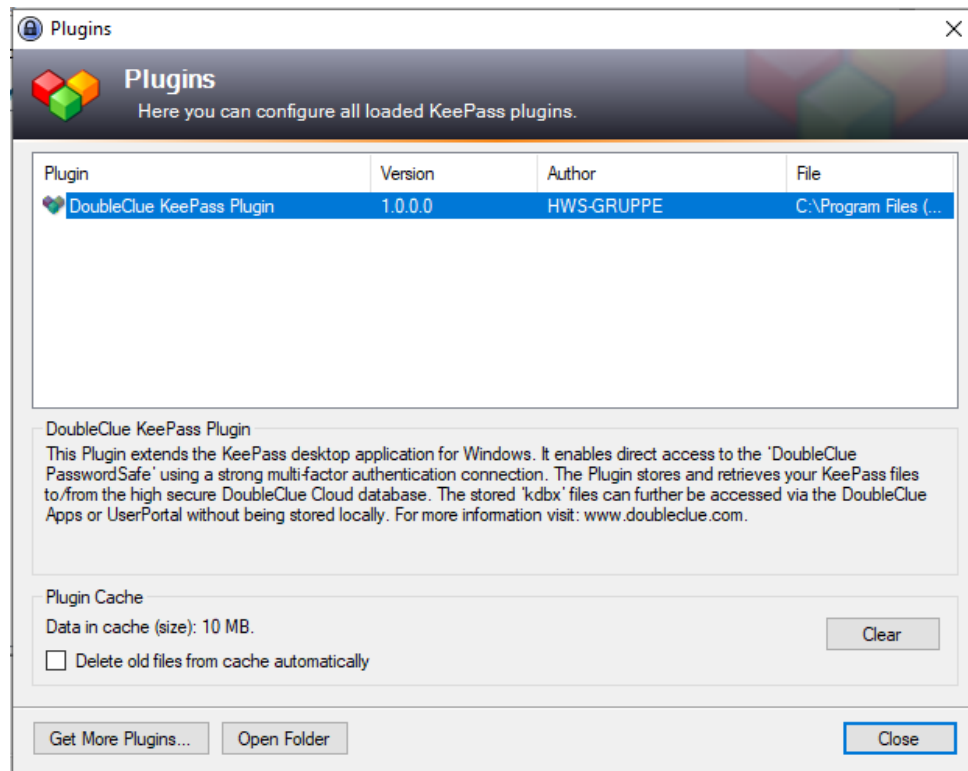 Plugins
Plugins
Here you can configure all loaded KeePass plugins.
Plugin Version Author File
DoubleClue KeePass Plugin 1.0.0.0 HWS-GRUPPE C:\Program Files (...
DoubleClue KeePass Plugin
This Plugin extends the KeePass desktop application for Windows. It enables direct access to the 'DoubleClue
PasswordSafe' using a strong multi-factor authentication connection. The Plugin stores and retrieves your KeePass files
to/from the high secure DoubleClue Cloud database. The stored 'kdbx' files can further be accessed via the DoubleClue
Apps or UserPortal without being stored locally. For more information visit: www.doubleclue.com.
Plugin Cache
Data in cache (size): 10 MB.
Clear
Delete old files from cache automatically
Get More Plugins... Open Folder Close